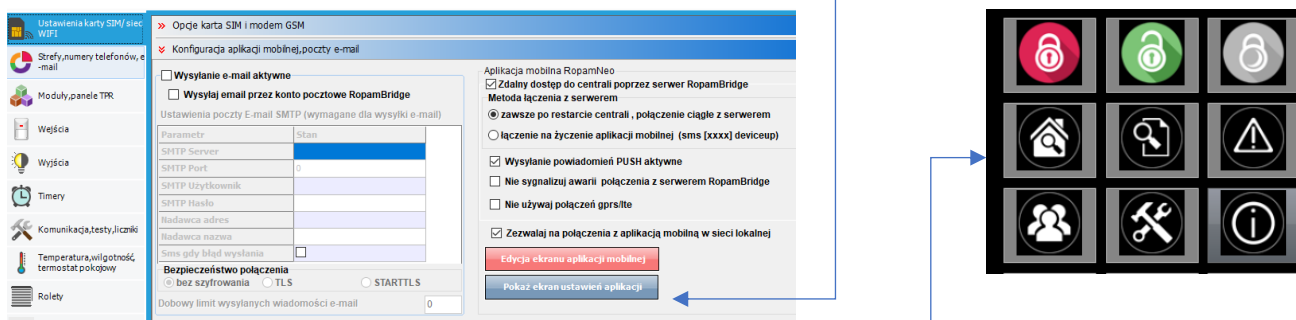 Ustawienia karty SIM/ siec
WIFI
Strefy,numery telefonów, e
-mail
Moduły,panele TPR
Wejścia
Wyjścia
Timery
Komunikacja,testy,liczniki
Temperatura,wilgotność,
termostat pokojowy
Rolety
Opcje karta SIM i modem GSM
Konfiguracja aplikacji mobilnej,poczty e-mail
Wysyłanie e-mail aktywne
Wysyłaj email przez konto pocztowe RopamBridge
Ustawienia poczty E-mail SMTP (wymagane dla wysyłki e-mail)
Parametr Stan
SMTP Server
SMTP Port 0
SMTP Użytkownik
SMTP Hasło
Nadawca adres
Nadawca nazwa
Sms gdy błąd wysłania
Bezpieczeństwo połączenia
bez szyfrowania TLS STARTTLS
Dobowy limit wysyłanych wiadomości e-mail 0
Aplikacja mobilna RopamNeo
Zdalny dostęp do centrali poprzez serwer RopamBridge
Metoda łączenia z serwerem
zawsze po restarcie centrali , połączenie ciągłe z serwerem
łączenie na życzenie aplikacji mobilnej (sms [xxxx] deviceup)
Wysyłanie powiadomień PUSH aktywne
Nie sygnalizuj awarii połączenia z serwerem RopamBridge
Nie używaj połączeń gprs/lte
Zezwalaj na połączenia z aplikacją mobilną w sieci lokalnej
Edycja ekranu aplikacji mobilnej
Pokaż ekran ustawień aplikacji